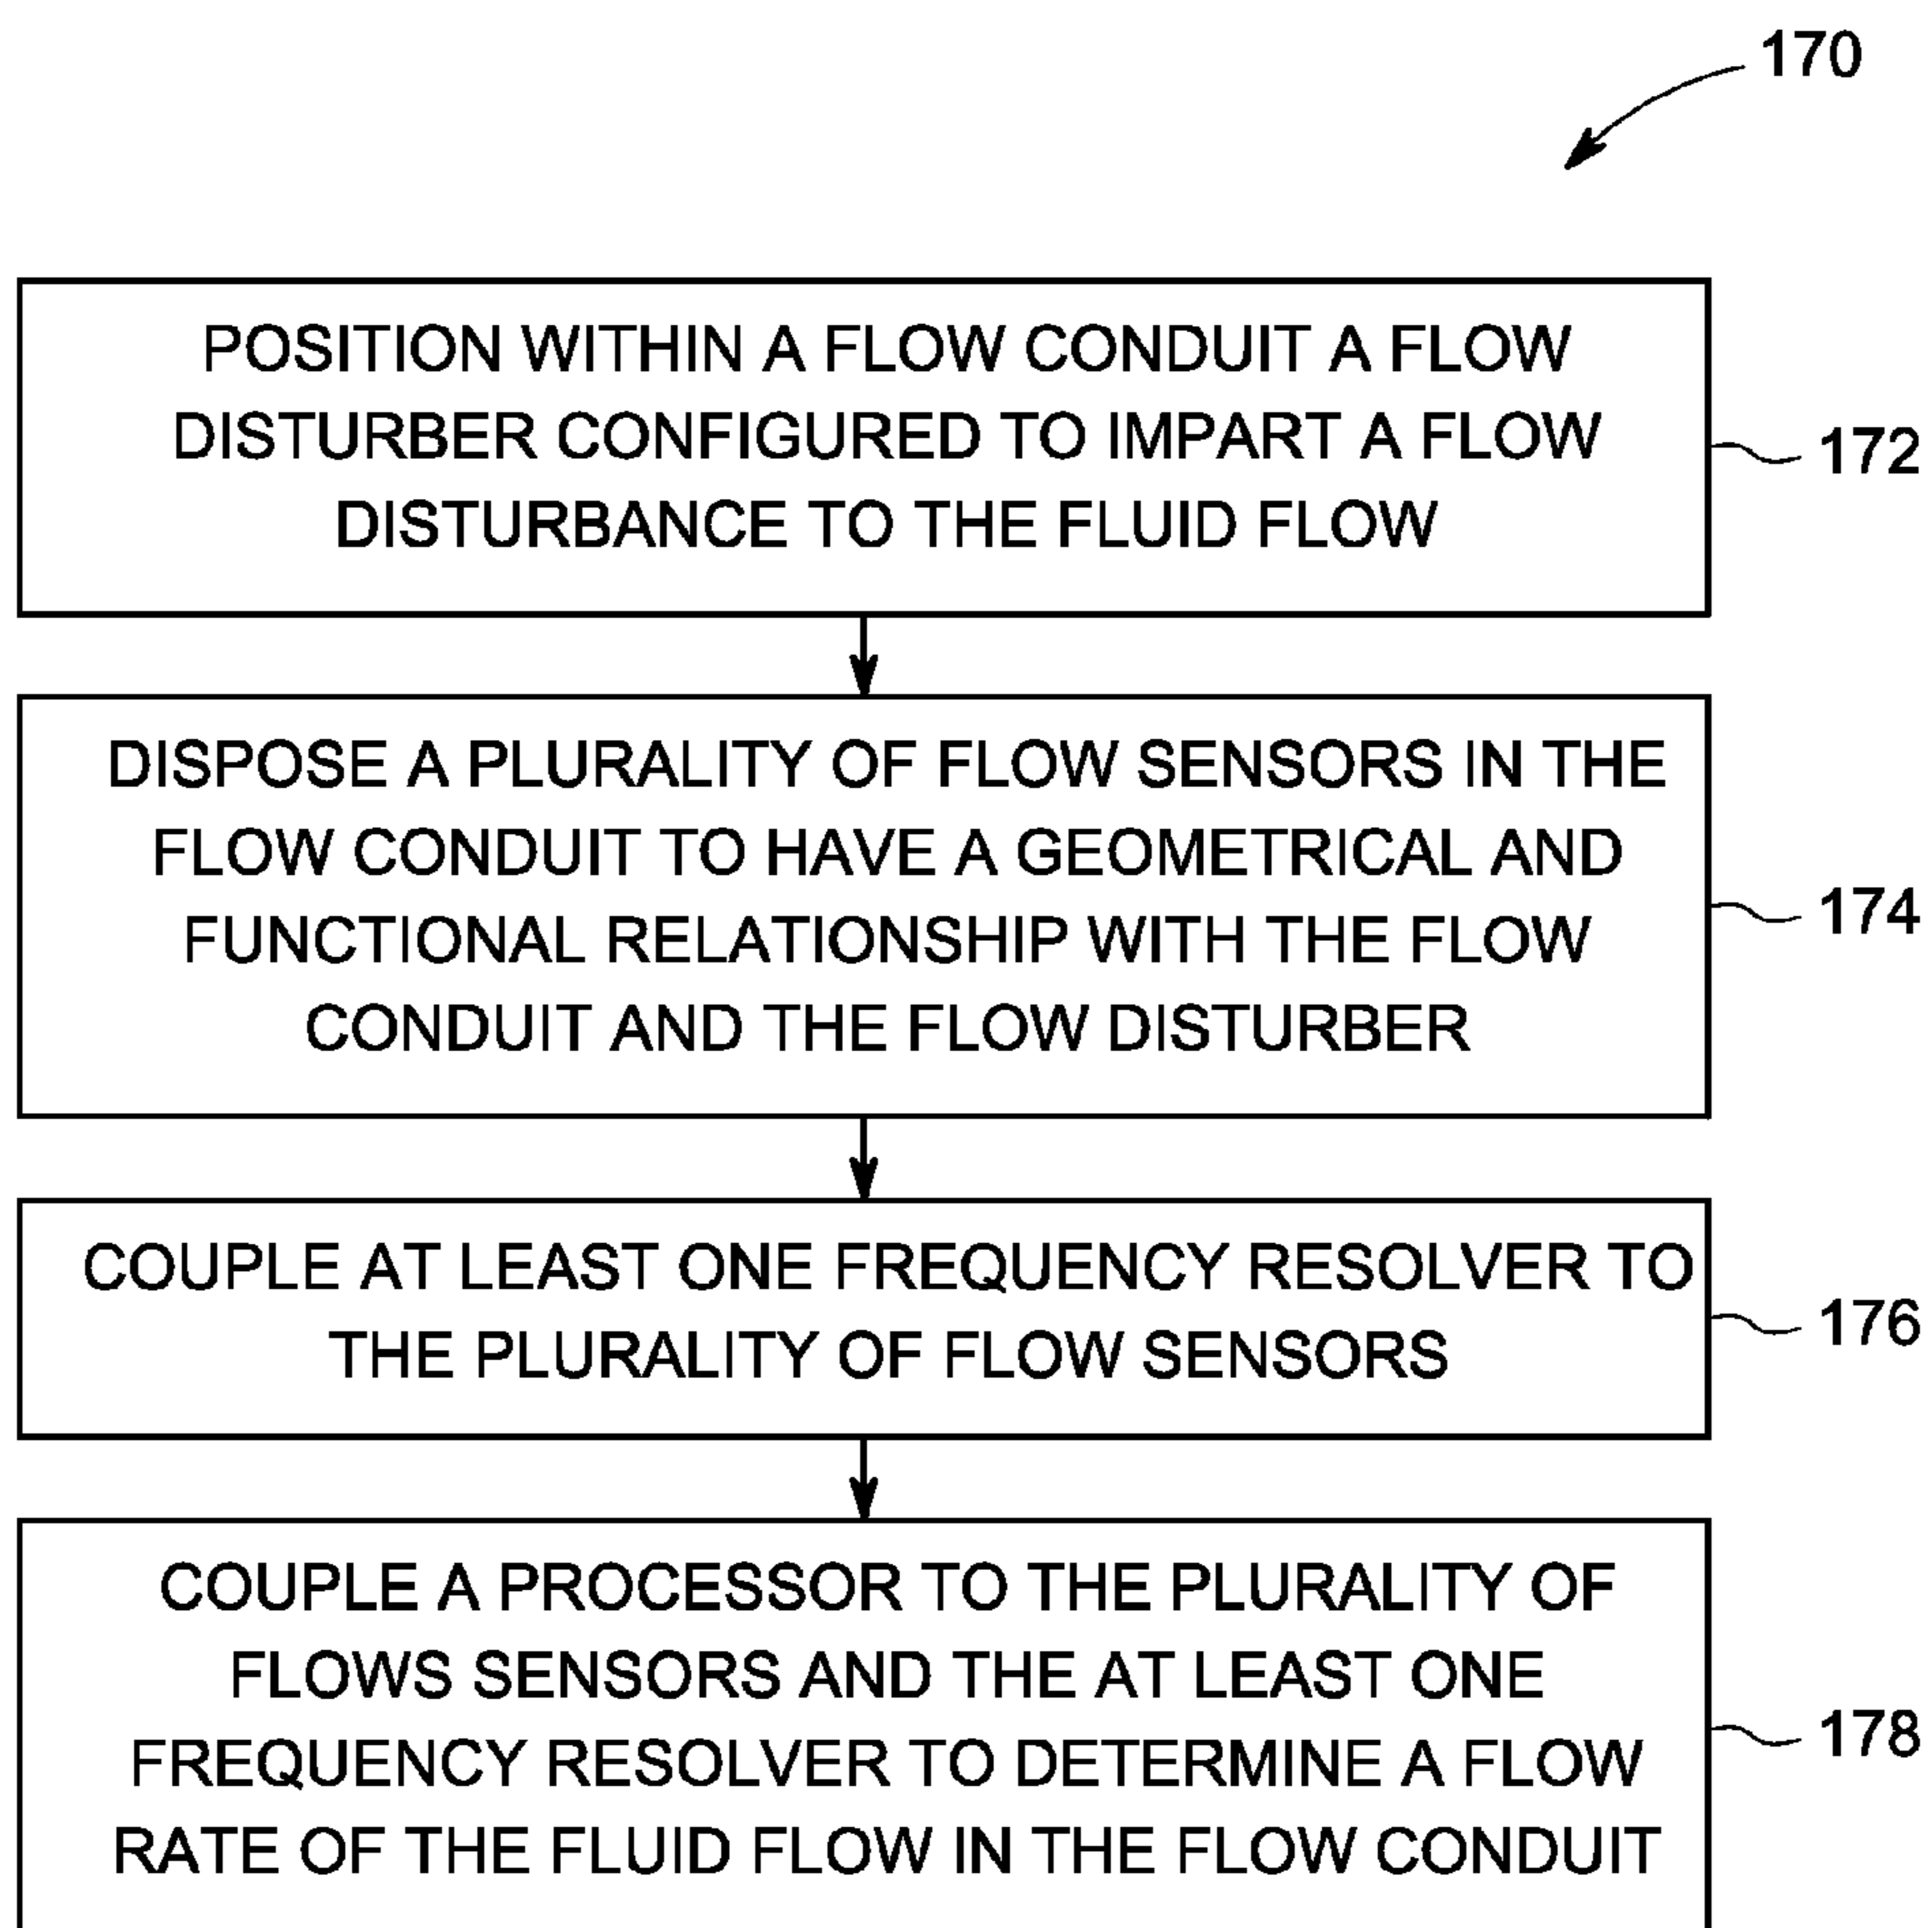 170
POSITION WITHIN A FLOW CONDUIT A FLOW
DISTURBER CONFIGURED TO IMPART A FLOW
DISTURBANCE TO THE FLUID FLOW
172
DISPOSE A PLURALITY OF FLOW SENSORS IN THE
FLOW CONDUIT TO HAVE A GEOMETRICAL AND
FUNCTIONAL RELATIONSHIP WITH THE FLOW
CONDUIT AND THE FLOW DISTURBER
174
COUPLE AT LEAST ONE FREQUENCY RESOLVER TO
THE PLURALITY OF FLOW SENSORS
176
COUPLE A PROCESSOR TO THE PLURALITY OF
FLOWS SENSORS AND THE AT LEAST ONE
FREQUENCY RESOLVER TO DETERMINE A FLOW
RATE OF THE FLUID FLOW IN THE FLOW CONDUIT
178